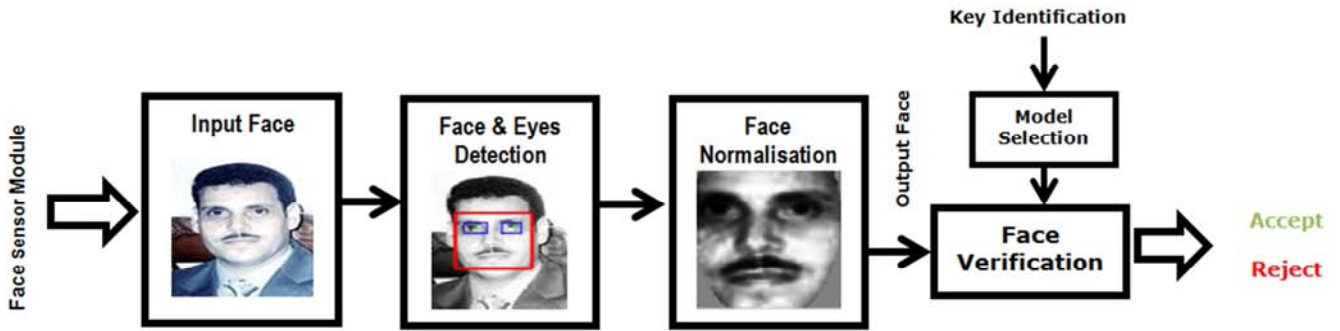 Face sensor Module
Input Face
Face & Eyes
Detection
Face
Normalisation
Output Face
Key Identification
Model
Selection
Face
Verification
Accept
Reject